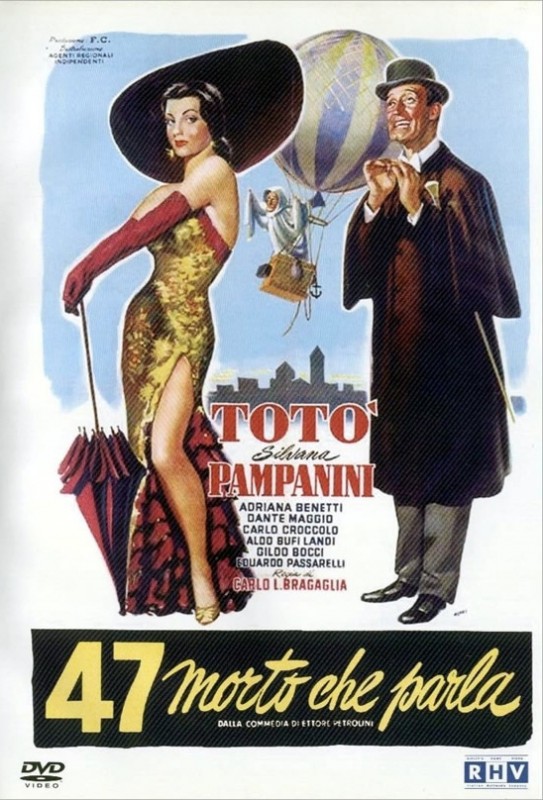 Produzione F.C.
Distribuzione
AGENTI REGIONALI
INDIPENDENTI
TOTO'
Silvana
PAMPANINI
ADRIANA BENETTI
DANTE MAGGIO
CARLO CROCCOLO
ALDO BUFI LANDI
GILDO BOCCI
EDUARDO PASSARELLI
Regia di
CARLO L. BRAGAGLIA
47 morto che parla
DALLA COMMEDIA DI ETTORE PETROLINI
DVD
VIDEO
RHV